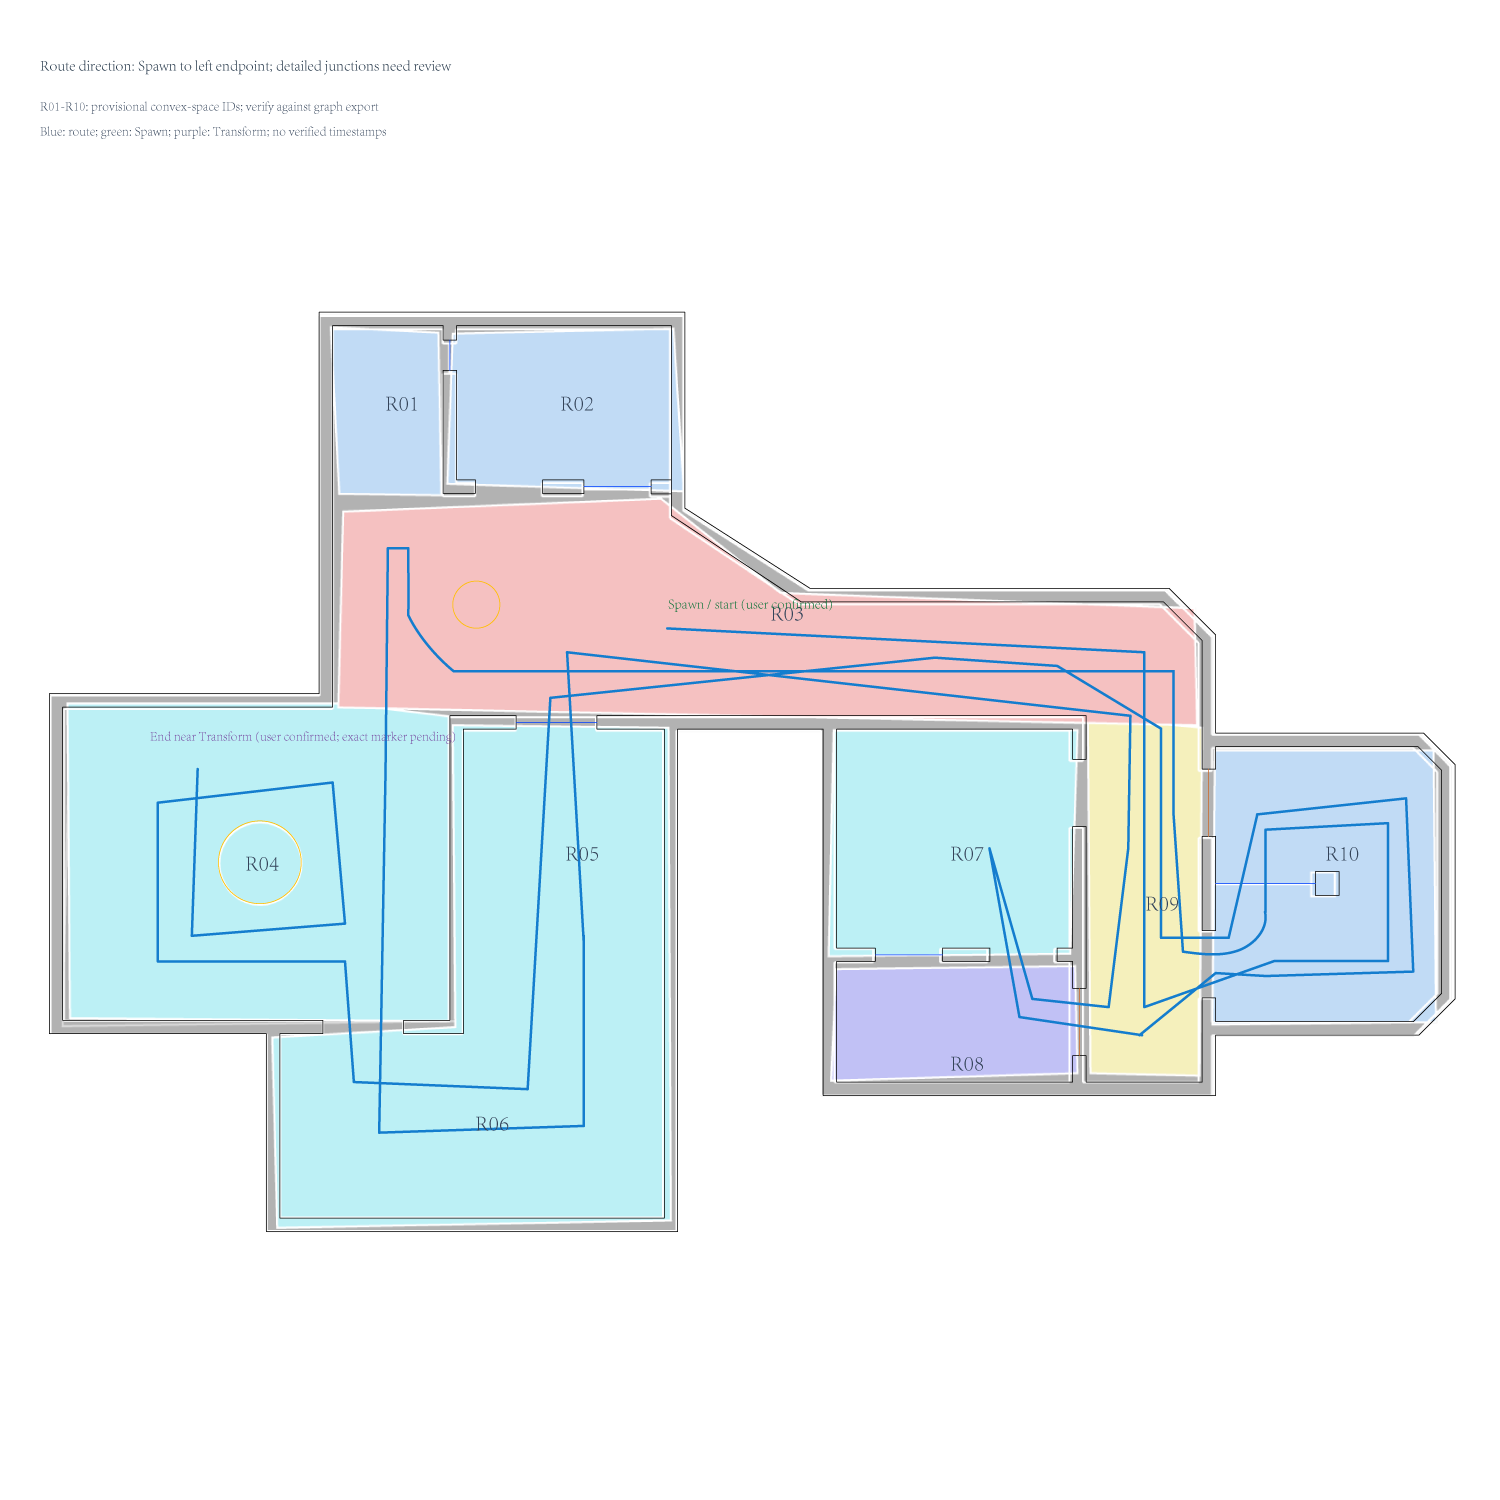 Route direction: Spawn to left endpoint; detailed junctions need review
R01-R10: provisional convex-space IDs; verify against graph export
Blue: route; green: Spawn; purple: Transform; no verified timestamps
R01
R02
Spawn / start (user confirmed)
R03
End near Transform (user confirmed; exact marker pending)
R04
R05
R07
R10
R09
R08
R06